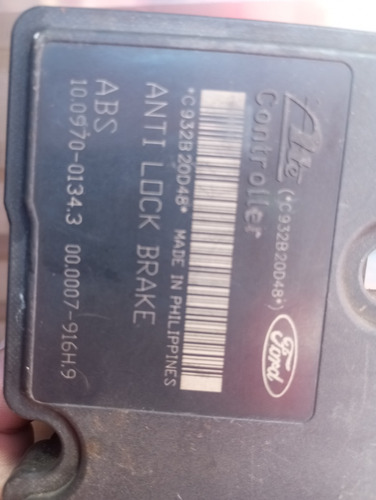 Ate (*C932B20D48*) Ford
Controller
*C932B20D48* MADE IN PHILIPPINES
ANTI LOCK BRAKE
ABS
10.0970-0134.3 00.0007-916H.9